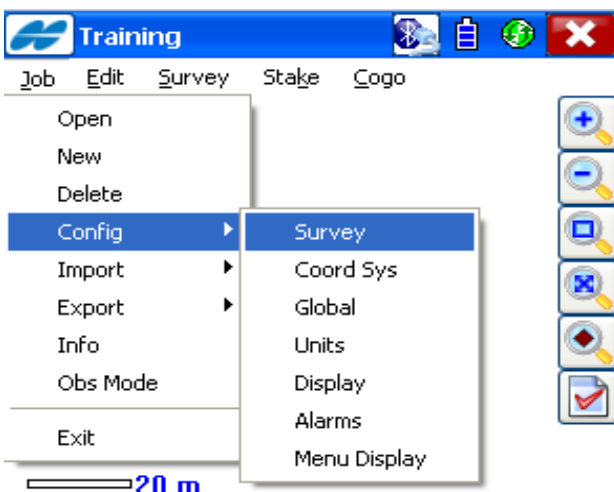 Training
Job Edit Survey Stake Cogo
Open
New
Delete
Config
Import
Export
Info
Obs Mode
Exit
Survey
Coord Sys
Global
Units
Display
Alarms
Menu Display
20 m